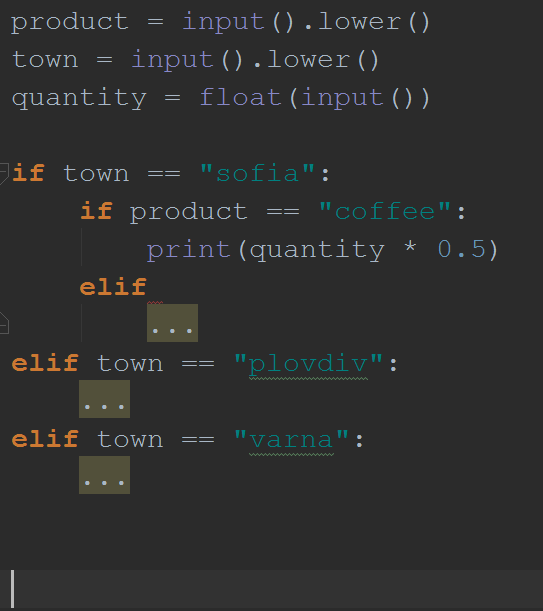 product = input().lower()
town = input().lower()
quantity = float(input())
if town == "sofia":
if product == "coffee":
print(quantity * 0.5)
elif
...
elif town == "plovdiv":
...
elif town == "varna":
...